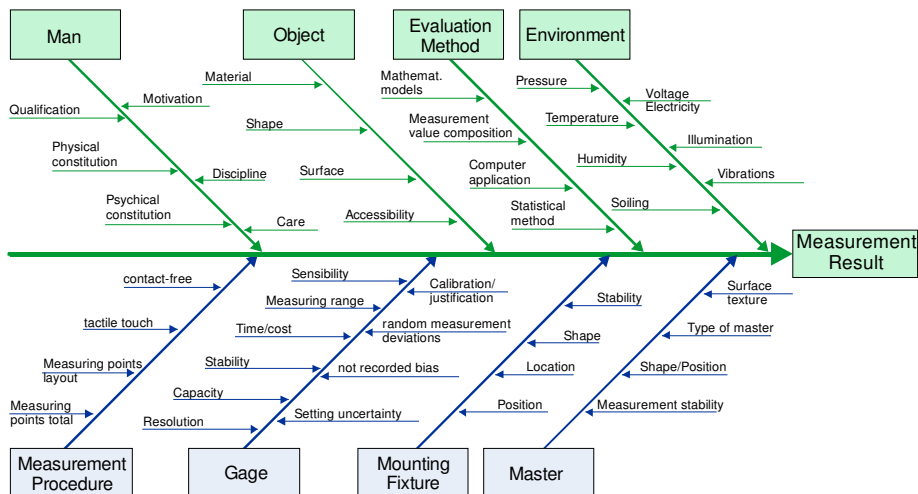 Man
Object
Evaluation
Method
Environment
Material
Mathemat.
models
Pressure
Motivation
Voltage
Electricity
Qualification
Shape
Measurement
value composition
Temperature
Illumination
Physical
constitution
Discipline
Surface
Computer
application
Humidity
Vibrations
Psychical
constitution
Care
Accessibility
Statistical
method
Soiling
Measurement
Result
contact-free
Sensibility
Calibration/
justification
Stability
Surface
texture
tactile touch
Measuring range
Time/cost
random measurement
deviations
Shape
Type of master
Measuring points
layout
Stability
not recorded bias
Location
Shape/Position
Measuring
points total
Capacity
Resolution
Setting uncertainty
Position
Measurement stability
Measurement
Procedure
Gage
Mounting
Fixture
Master